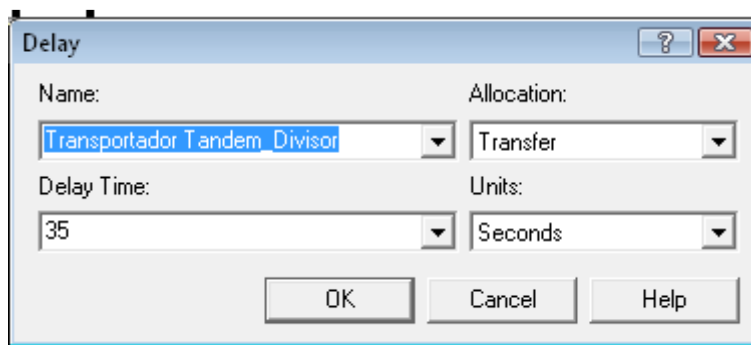 Delay
Name: Allocation:
Transportador Tandem_Divisor Transfer
Delay Time: Units:
35 Seconds
OK Cancel Help